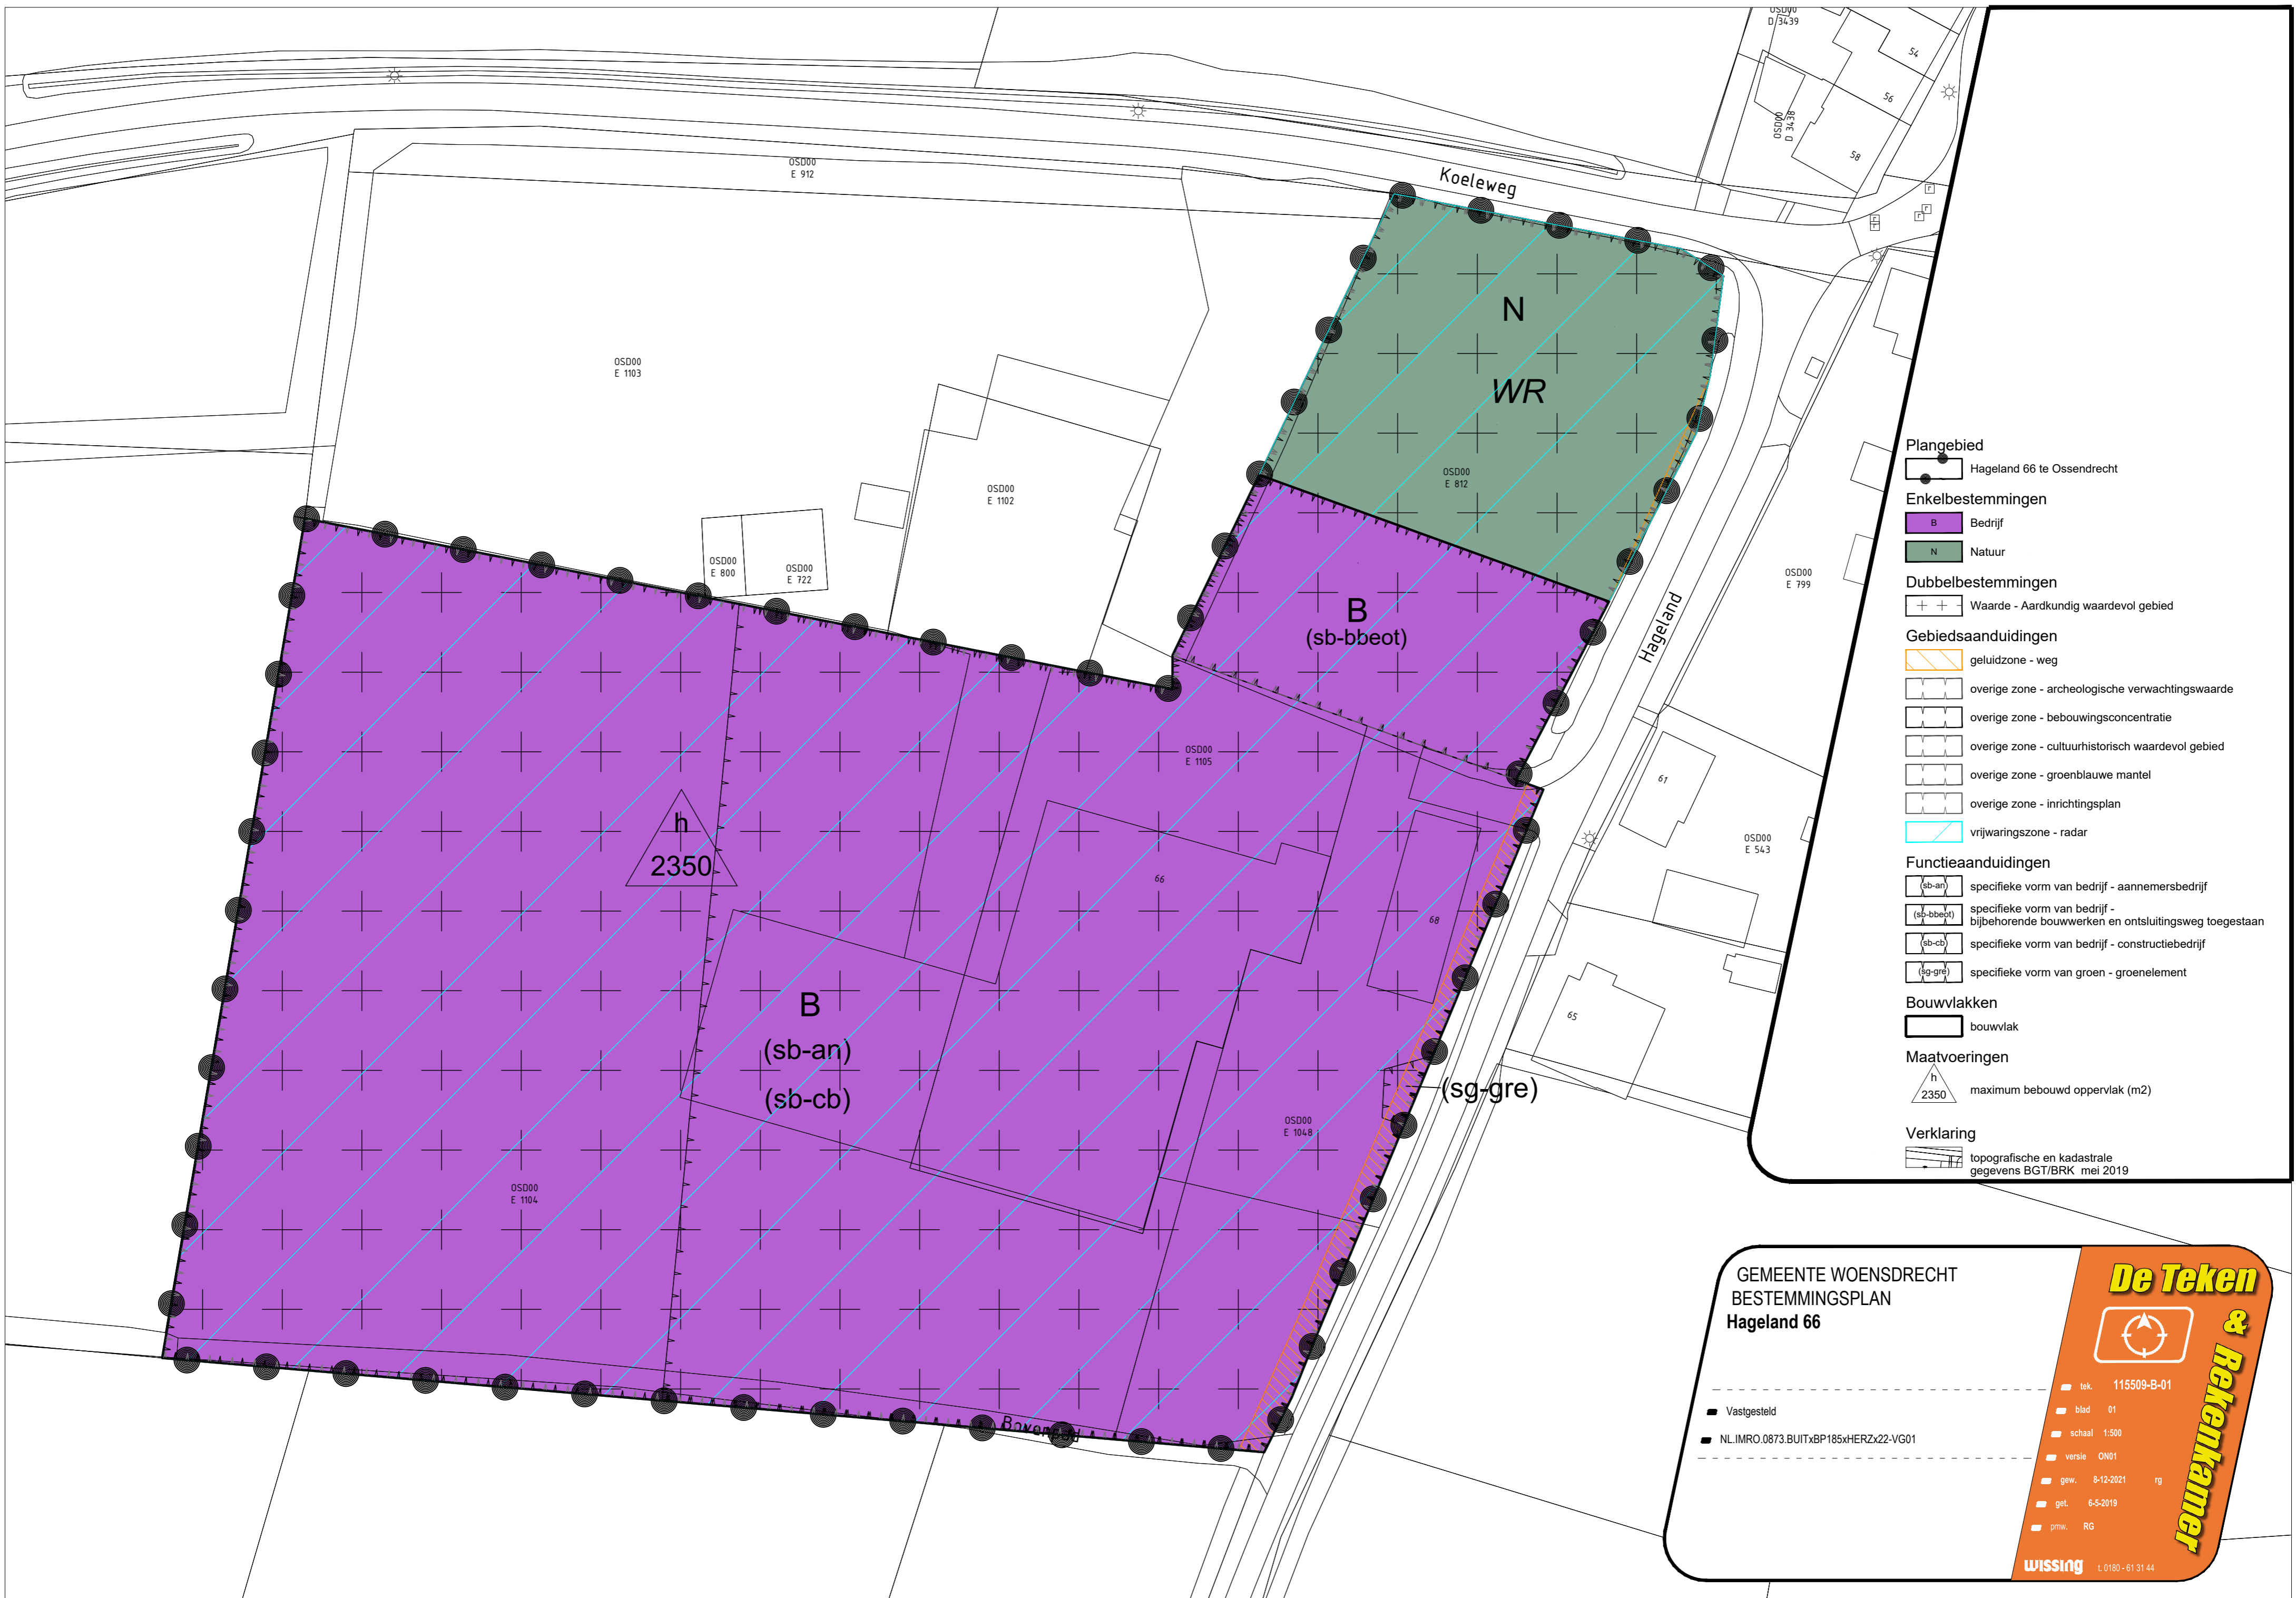 OSD00
D 3439
54
56
OSD00
D 3438
58
OSD00
E 912
Koeleweg
r
r
r
r
r
N
WR
OSD00
E 1103
OSD00
E 1102
OSD00
E 812
OSD00
E 800
OSD00
E 722
OSD00
E 799
B
(sb-bbeot)
Hageland
OSD00
E 1105
61
OSD00
E 543
h
2350
66
68
B
(sb-an)
(sb-cb)
65
(sg-gre)
OSD00
E 1048
OSD00
E 1104
Bovenpad
Plangebied
Hageland 66 te Ossendrecht
Enkelbestemmingen
B Bedrijf
N Natuur
Dubbelbestemmingen
Waarde - Aardkundig waardevol gebied
Gebiedsaanduidingen
geluidzone - weg
overige zone - archeologische verwachtingswaarde
overige zone - bebouwingsconcentratie
overige zone - cultuurhistorisch waardevol gebied
overige zone - groenblauwe mantel
overige zone - inrichtingsplan
vrijwaringszone - radar
Functieaanduidingen
(sb-an) specifieke vorm van bedrijf - aannemersbedrijf
(sb-bbeot) specifieke vorm van bedrijf -
bijbehorende bouwwerken en ontsluitingsweg toegestaan
(sb-cb) specifieke vorm van bedrijf - constructiebedrijf
(sg-gre) specifieke vorm van groen - groenelement
Bouwvlakken
bouwvlak
Maatvoeringen
h
2350 maximum bebouwd oppervlak (m2)
Verklaring
topografische en kadastrale
gegevens BGT/BRK mei 2019
GEMEENTE WOENSDRECHT
BESTEMMINGSPLAN
Hageland 66
Vastgesteld
NL.IMRO.0873.BUITxBP185xHERZx22-VG01
De Teken
& Rekenkamer
tek. 115509-B-01
blad 01
schaal 1:500
versie ON01
gew. 8-12-2021 rg
get. 6-5-2019
pmw. RG
wissing t. 0180 - 61 31 44